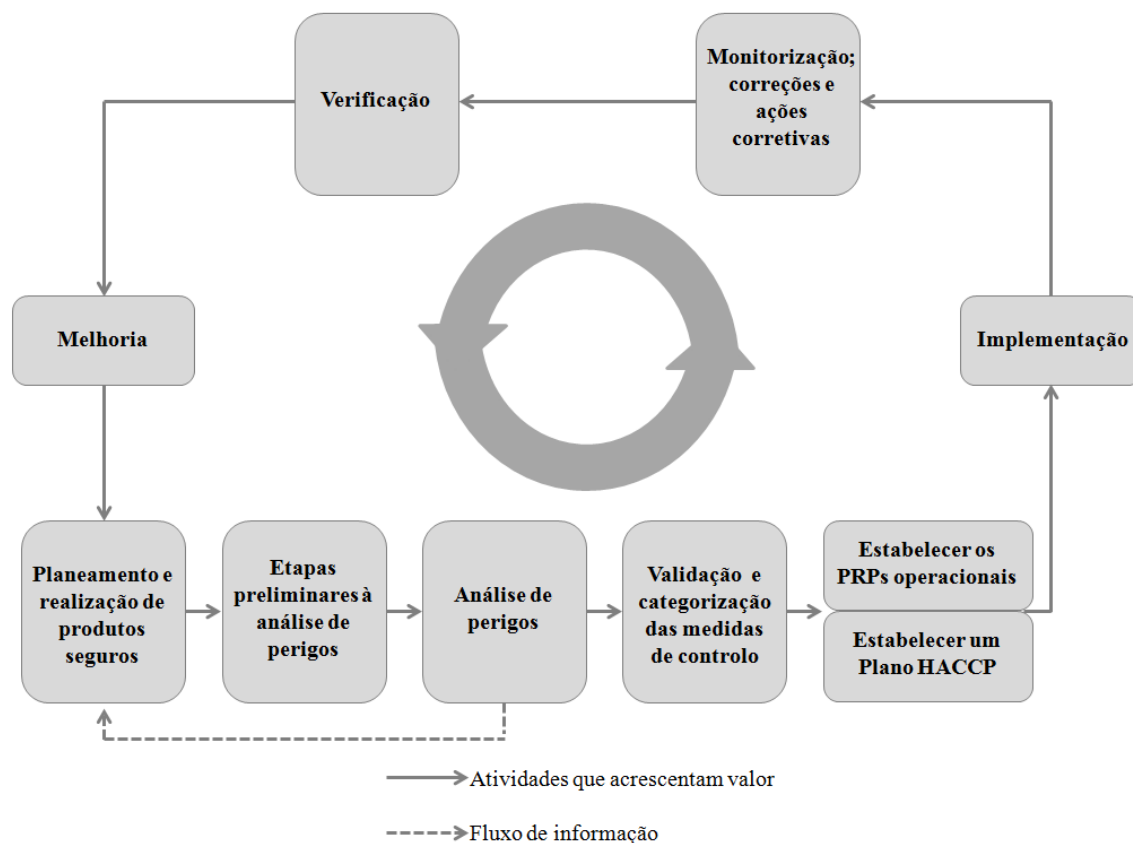 Verificação
Monitorização;
correções e
ações
corretivas
Melhoria
Implementação
Planeamento e
realização de
produtos
seguros
Etapas
preliminares à
análise de
perigos
Análise de
perigos
Validação e
categorização
das medidas
de controlo
Estabelecer os
PRPs operacionais
Estabelecer um
Plano HACCP
Atividades que acrescentam valor
Fluxo de informação